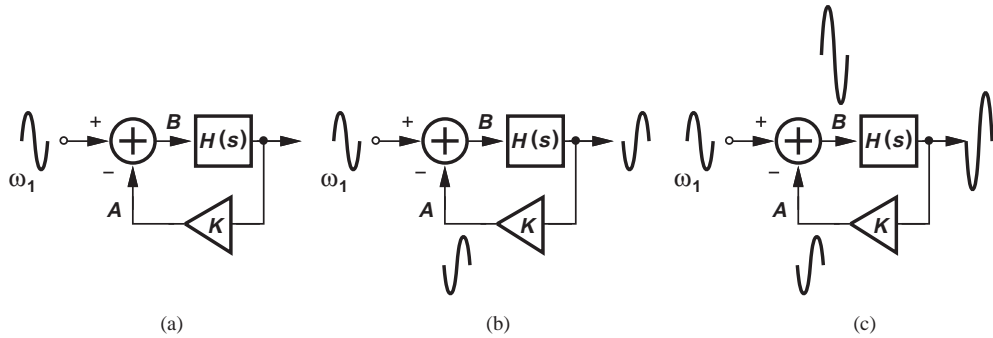 + B H(s)
ω1
−
A K
(a)
+ B H(s)
ω1
−
A K
(b)
+ B H(s)
ω1
−
A K
(c)